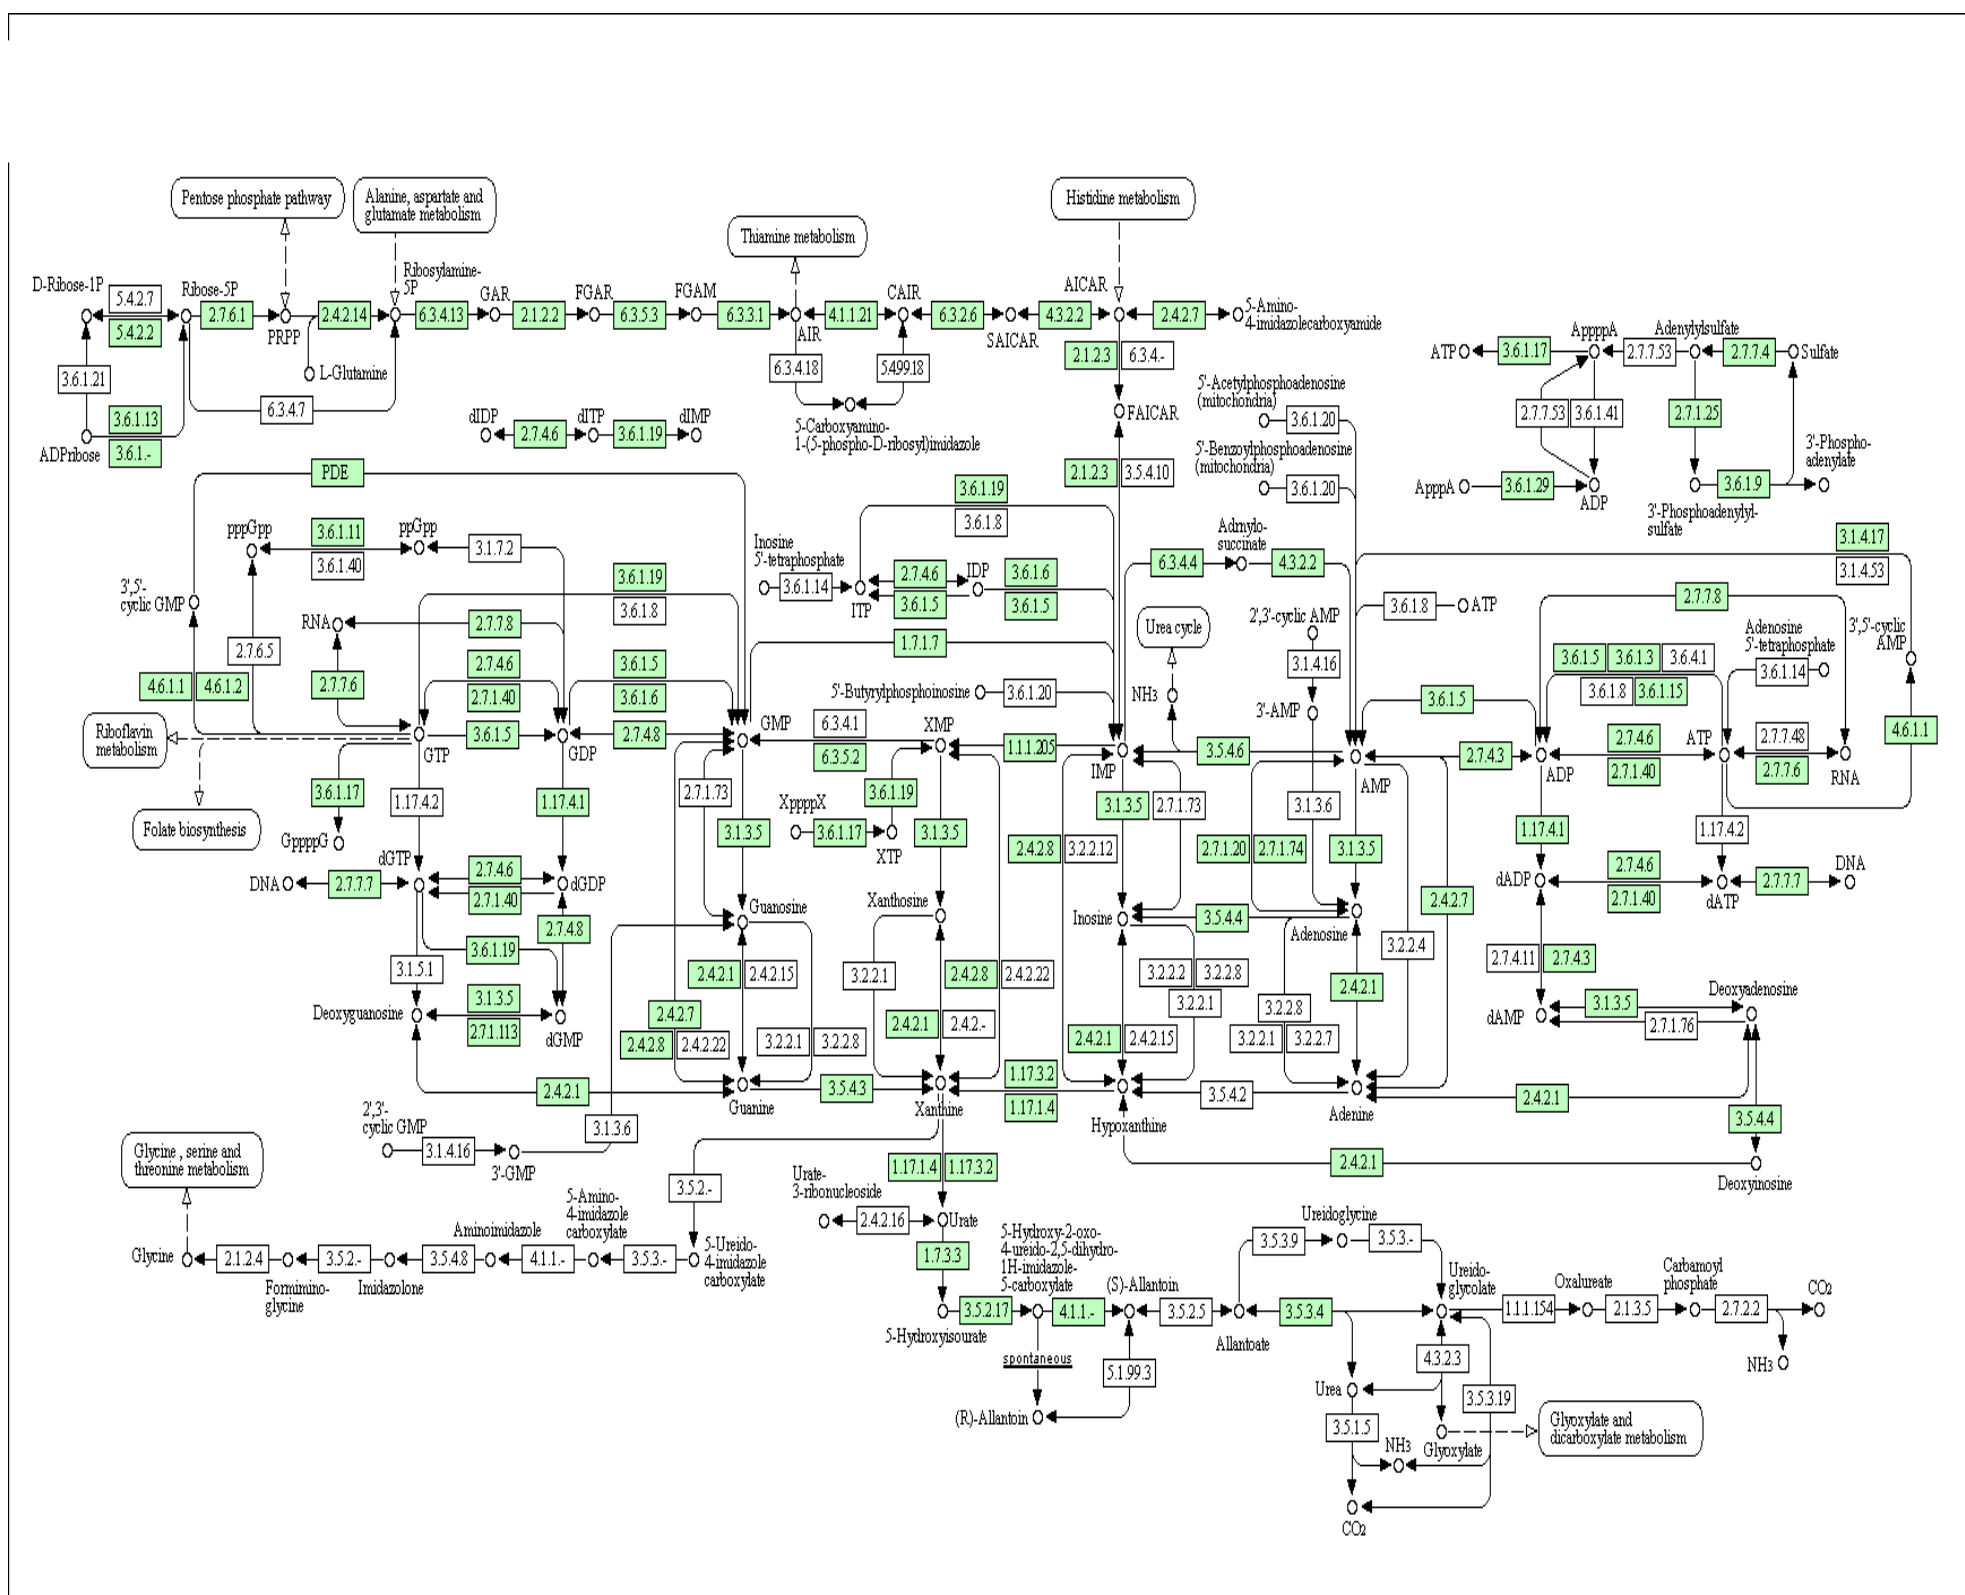 Pentose phosphate pathway
Alanine, aspartate and
glutamate metabolism
Histidine metabolism
Thiamine metabolism
D-Ribose-1P
5.4.2.7
5.4.2.2
Ribose-5P
2.7.6.1
PRPP
2.4.2.14
Ribosylamine-
5P
6.3.4.13
GAR
2.1.2.2
FGAR
6.3.5.3
FGAM
6.3.3.1
AIR
4.1.1.21
CAIR
6.3.2.6
SAICAR
4.3.2.2
AICAR
2.4.2.7
5-Amino-
4-imidazolecarboxyamide
3.6.1.21
L-Glutamine
6.3.4.7
3.6.1.13
3.6.1.-
ADPribose
6.3.4.18
5.4.99.18
5-Carboxyamino-
1-(5-phospho-D-ribosyl)imidazole
2.1.2.3
6.3.4.-
FAICAR
2.1.2.3
3.5.4.10
dIDP
2.7.4.6
dITP
3.6.1.19
dIMP
5'-Acetylphosphoadenosine
(mitochondria)
3.6.1.20
5'-Benzoylphosphoadenosine
(mitochondria)
3.6.1.20
ATP
3.6.1.17
AppppA
2.7.7.53
Adenylylsulfate
2.7.7.4
Sulfate
2.7.7.53
3.6.1.41
2.7.1.25
3'-Phospho-
adenylate
ApppA
3.6.1.29
ADP
3.6.1.9
3'-Phosphoadenylyl-
sulfate
PDE
pppGpp
3.6.1.11
3.6.1.40
ppGpp
3.1.7.2
3.6.1.19
3.6.1.8
Inosine
5'-tetraphosphate
3.6.1.14
ITP
2.7.4.6
3.6.1.5
IDP
3.6.1.6
3.6.1.5
6.3.4.4
Admylo-
succinate
4.3.2.2
3.1.4.17
3.1.4.53
3',5'-
cyclic GMP
3.6.1.19
3.6.1.8
RNA
2.7.7.8
2.7.6.5
1.7.1.7
Urea cycle
2',3'-cyclic AMP
3.6.1.8
ATP
2.7.7.8
3.1.4.16
Adenosine
5'-tetraphosphate
3',5'-cyclic
AMP
4.6.1.1
4.6.1.2
2.7.7.6
2.7.4.6
2.7.1.40
3.6.1.5
3.6.1.6
5'-Butyrylphosphoinosine
3.6.1.20
NH3
3'-AMP
3.6.1.5
3.6.1.5
3.6.1.3
3.6.4.1
3.6.1.8
3.6.1.15
3.6.1.14
Riboflavin
metabolism
GTP
3.6.1.5
GDP
2.7.4.8
GMP
6.3.4.1
6.3.5.2
XMP
1.1.1.205
IMP
3.5.4.6
AMP
2.7.4.3
ADP
2.7.4.6
2.7.1.40
ATP
2.7.7.48
2.7.7.6
RNA
4.6.1.1
Folate biosynthesis
3.6.1.17
GppppG
1.17.4.2
1.17.4.1
2.7.1.73
3.1.3.5
XppppX
3.6.1.17
3.6.1.19
XTP
3.1.3.5
3.1.3.5
2.7.1.73
2.4.2.8
3.2.2.12
3.1.3.6
2.7.1.20
2.7.1.74
3.1.3.5
2.4.2.7
1.17.4.1
1.17.4.2
DNA
2.7.7.7
dGTP
2.7.4.6
2.7.1.40
dGDP
2.7.4.8
dADP
2.7.4.6
2.7.1.40
dATP
2.7.7.7
DNA
Guanosine
Xanthosine
Inosine
3.5.4.4
Adenosine
3.6.1.19
3.1.5.1
2.4.2.1
2.4.2.15
3.2.2.1
2.4.2.8
2.4.2.22
3.2.2.2
3.2.2.8
3.2.2.1
3.2.2.8
2.4.2.1
3.2.2.4
2.7.4.11
2.7.4.3
Deoxyguanosine
3.1.3.5
2.7.1.113
dGMP
2.4.2.7
2.4.2.8
2.4.2.22
3.2.2.1
3.2.2.8
2.4.2.1
2.4.2.-
2.4.2.1
2.4.2.15
3.2.2.1
3.2.2.7
dAMP
3.1.3.5
2.7.1.76
Deoxyadenosine
2.4.2.1
Guanine
3.5.4.3
Xanthine
1.17.3.2
1.17.1.4
Hypoxanthine
3.5.4.2
Adenine
2.4.2.1
3.5.4.4
2',3'-
cyclic GMP
3.1.4.16
3'-GMP
3.1.3.6
2.4.2.1
Deoxyinosine
Glycine , serine and
threonine metabolism
3.5.2.-
1.17.1.4
1.17.3.2
Urate-
3-ribonucleoside
2.4.2.16
Urate
1.7.3.3
Glycine
2.1.2.4
Formimino-
glycine
3.5.2.-
Imidazolone
3.5.4.8
Aminoimidazole
4.1.1.-
5-Amino-
4-imidazole
carboxylate
3.5.3.-
5-Ureido-
4-imidazole
carboxylate
5-Hydroxyisourate
3.5.2.17
5-Hydroxy-2-oxo-
4-ureido-2,5-dihydro-
1H-imidazole-
5-carboxylate
4.1.1.-
(S)-Allantoin
3.5.2.5
Allantoate
3.5.3.9
Ureidoglycine
3.5.3.-
3.5.3.4
Ureido-
glycolate
1.1.1.154
Oxalureate
2.1.3.5
Carbamoyl
phosphate
2.7.2.2
CO2
NH3
spontaneous
(R)-Allantoin
5.1.99.3
Urea
4.3.2.3
3.5.3.19
3.5.1.5
NH3
Glyoxylate
Glyoxylate and
dicarboxylate metabolism
CO2